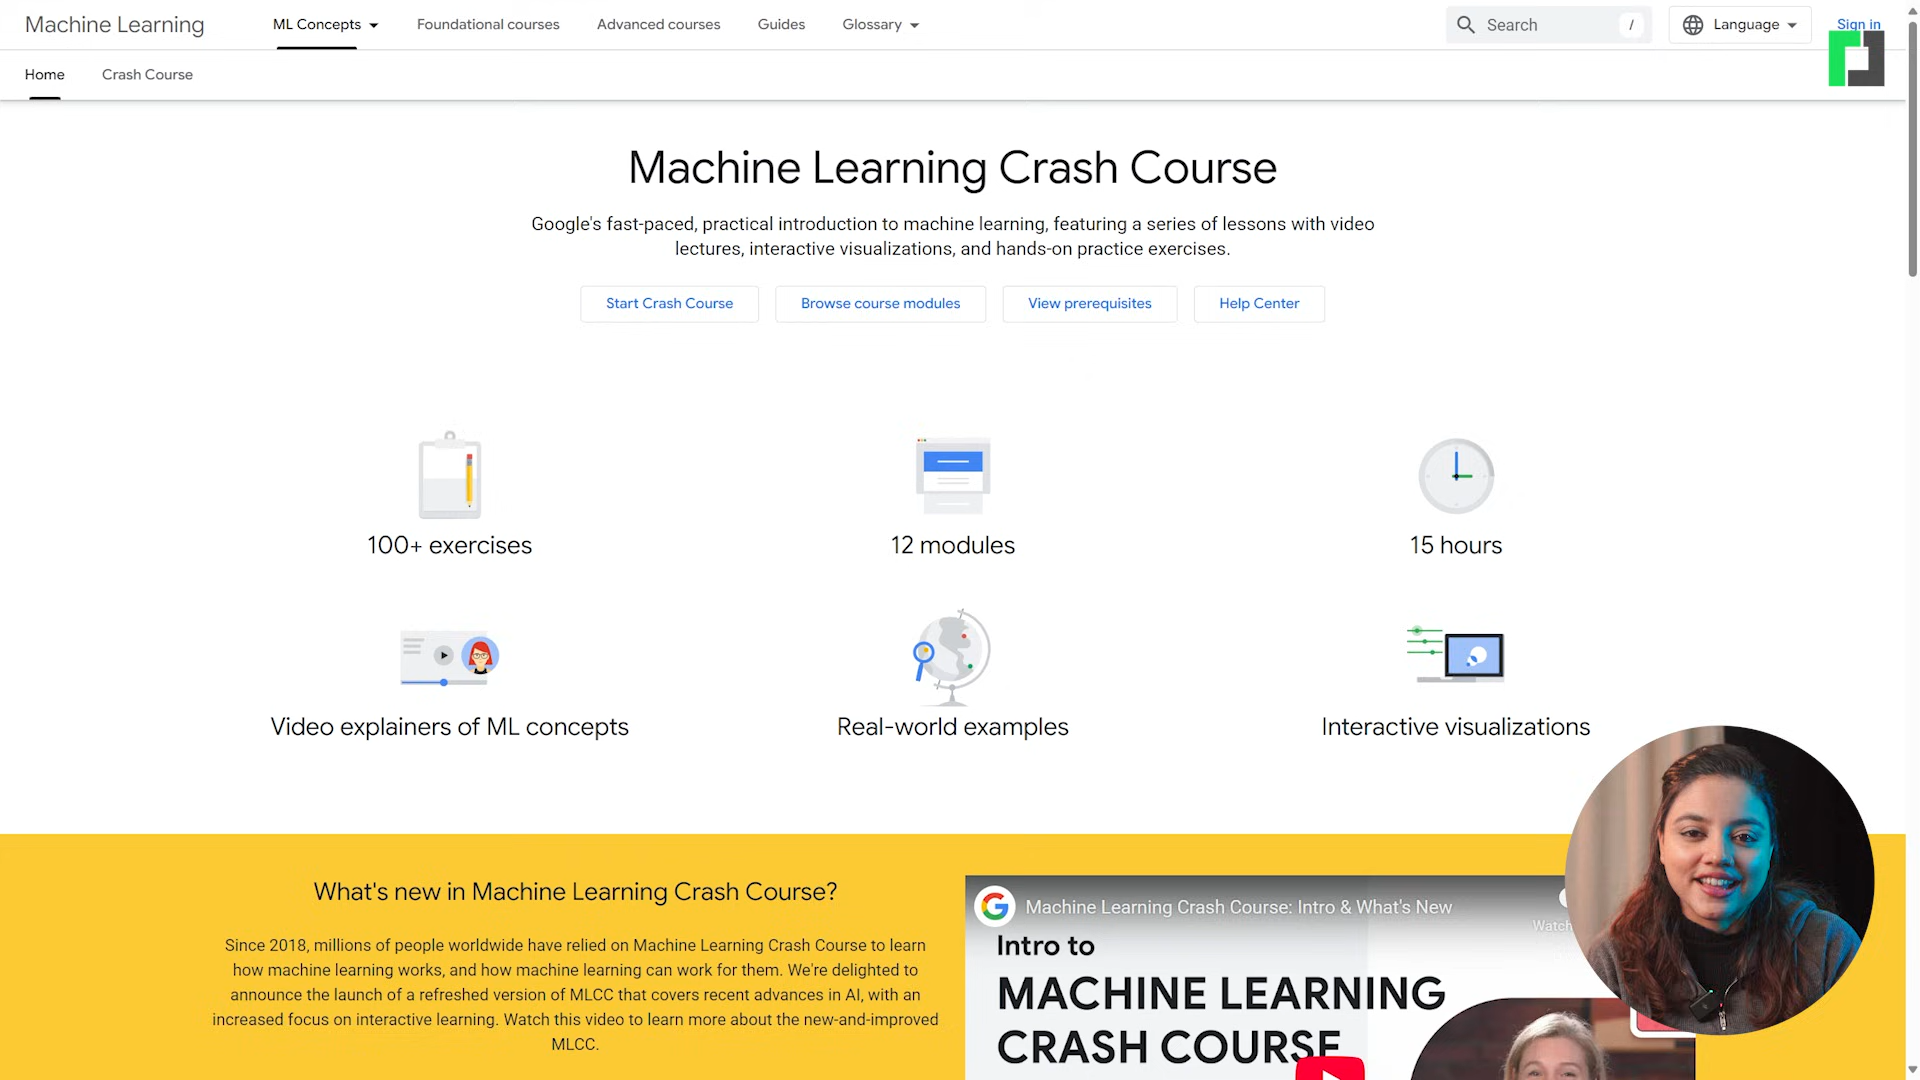 Machine Learning
ML Concepts
Foundational courses
Advanced courses
Guides
Glossary
Search
/
Language
Sign in
Home
Crash Course
Machine Learning Crash Course
Google's fast-paced, practical introduction to machine learning, featuring a series of lessons with video
lectures, interactive visualizations, and hands-on practice exercises.
Start Crash Course
Browse course modules
View prerequisites
Help Center
100+ exercises
12 modules
15 hours
Video explainers of ML concepts
Real-world examples
Interactive visualizations
What's new in Machine Learning Crash Course?
Since 2018, millions of people worldwide have relied on Machine Learning Crash Course to learn
how machine learning works, and how machine learning can work for them. We're delighted to
announce the launch of a refreshed version of MLCC that covers recent advances in AI, with an
increased focus on interactive learning. Watch this video to learn more about the new-and-improved
MLCC.
Machine Learning Crash Course: Intro & What's New
Watch
Intro to
MACHINE LEARNING
CRASH COURSE